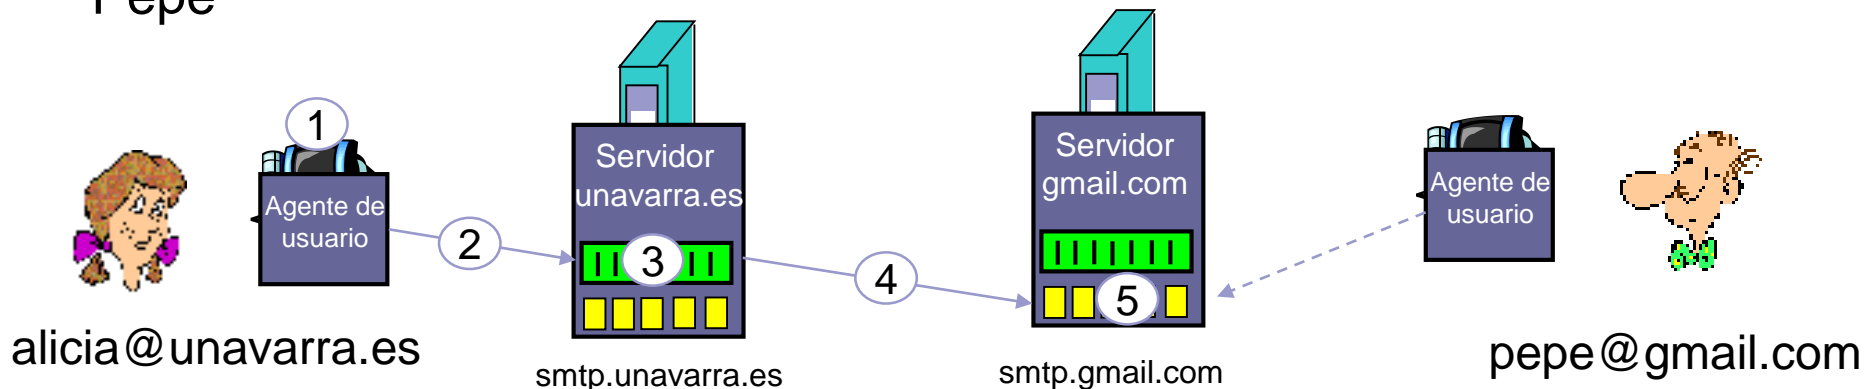 Pepe
1
Agente de
usuario
2
Servidor
unavarra.es
3
4
Servidor
gmail.com
5
Agente de
usuario
alicia@unavarra.es
smtp.unavarra.es
smtp.gmail.com
pepe@gmail.com